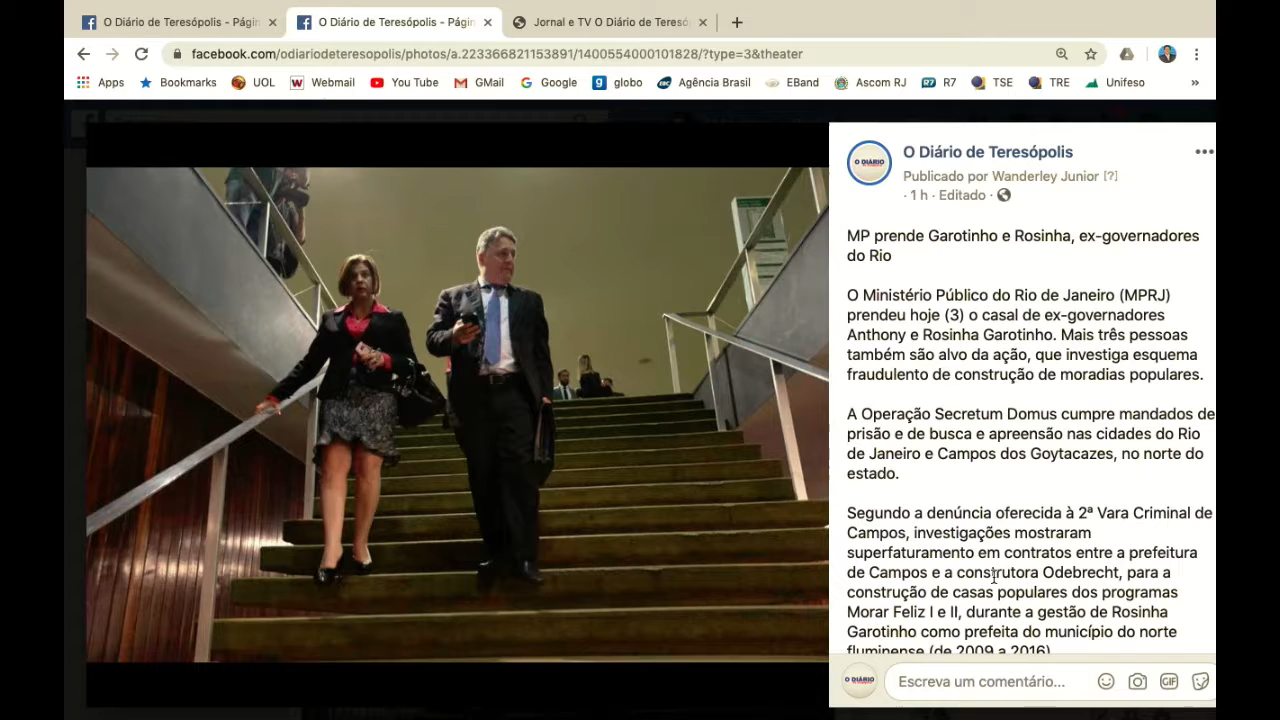 O Diário de Teresópolis - Págin
O Diário de Teresópolis - Págin
Jornal e TV O Diário de Teresó
facebook.com/odiariodeteresopolis/photos/a.223366821153891/1400554000101828/?type=3&theater
Apps
Bookmarks
UOL
Webmail
You Tube
GMail
Google
globo
Agência Brasil
EBand
Ascom RJ
R7
TSE
TRE
Unifeso
»
O DIÁRIO
O Diário de Teresópolis
Publicado por Wanderley Junior [?]
· 1 h · Editado ·
MP prende Garotinho e Rosinha, ex-governadores
do Rio
O Ministério Público do Rio de Janeiro (MPRJ)
prendeu hoje (3) o casal de ex-governadores
Anthony e Rosinha Garotinho. Mais três pessoas
também são alvo da ação, que investiga esquema
fraudulento de construção de moradias populares.
A Operação Secretum Domus cumpre mandados de
prisão e de busca e apreensão nas cidades do Rio
de Janeiro e Campos dos Goytacazes, no norte do
estado.
Segundo a denúncia oferecida à 2ª Vara Criminal de
Campos, investigações mostraram
superfaturamento em contratos entre a prefeitura
de Campos e a construtora Odebrecht, para a
construção de casas populares dos programas
Morar Feliz I e II, durante a gestão de Rosinha
Garotinho como prefeita do município do norte
fluminense (de 2009 a 2016).
O DIÁRIO
Escreva um comentário...
GIF